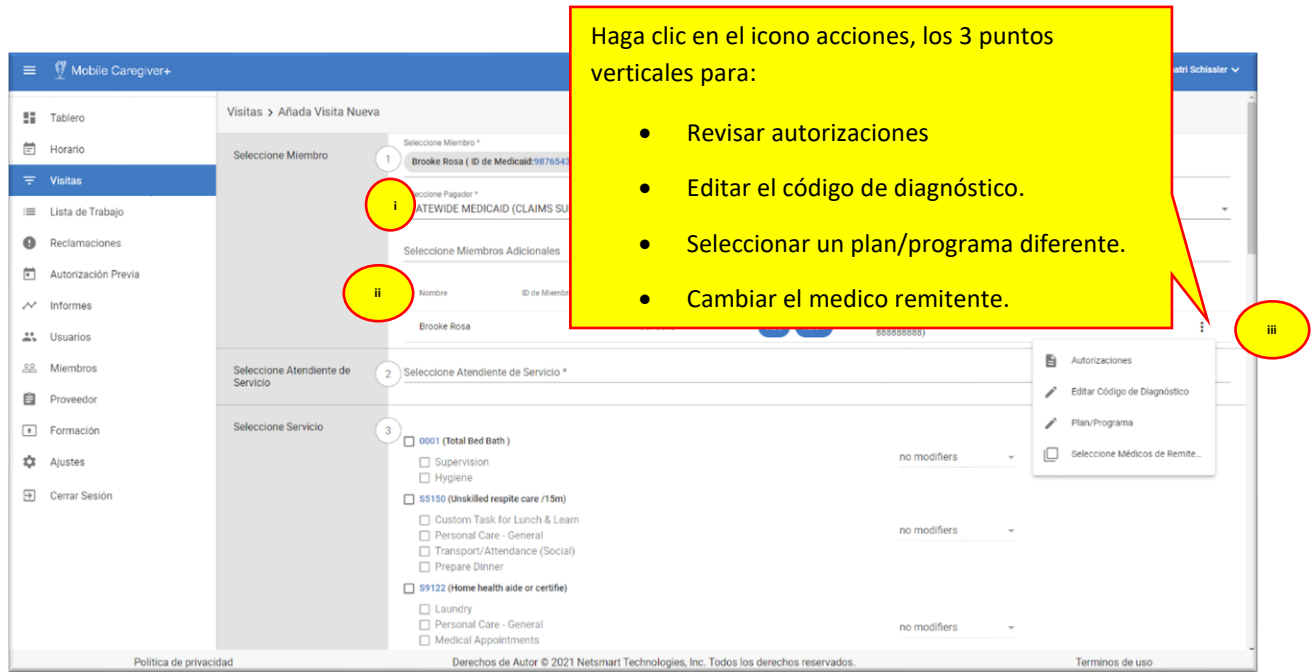 Haga clic en el icono acciones, los 3 puntos
verticales para:
• Revisar autorizaciones
• Editar el código de diagnóstico.
• Seleccionar un plan/programa diferente.
• Cambiar el medico remitente.
Mobile Caregiver+
Schissler
Tablero
Horario
Visitas
Lista de Trabajo
Reclamaciones
Autorización Previa
Informes
Usuarios
Miembros
Proveedor
Formación
Ajustes
Cerrar Sesión
Visitas > Añada Visita Nueva
Seleccione Miembro
1
Seleccione Miembro *
Brooke Rosa ( ID de Medicaid:9876543
i
Pagador *
ATEWIDE MEDICAID (CLAIMS SU
Seleccione Miembros Adicionales
ii
Nombre ID de Miembr
Brooke Rosa
888888888)
iii
Autorizaciones
Editar Código de Diagnóstico
Plan/Programa
Seleccione Médicos de Remite...
Seleccione Atendiente de
Servicio
2
Seleccione Atendiente de Servicio *
Seleccione Servicio
3
0001 (Total Bed Bath )
no modifiers
Supervision
Hygiene
S5150 (Unskilled respite care /15m)
Custom Task for Lunch & Learn
no modifiers
Personal Care - General
Transport/Attendance (Social)
Prepare Dinner
S9122 (Home health aide or certifie)
Laundry
Personal Care - General
no modifiers
Medical Appointments
Política de privacidad
Derechos de Autor © 2021 Netsmart Technologies, Inc. Todos los derechos reservados.
Terminos de uso